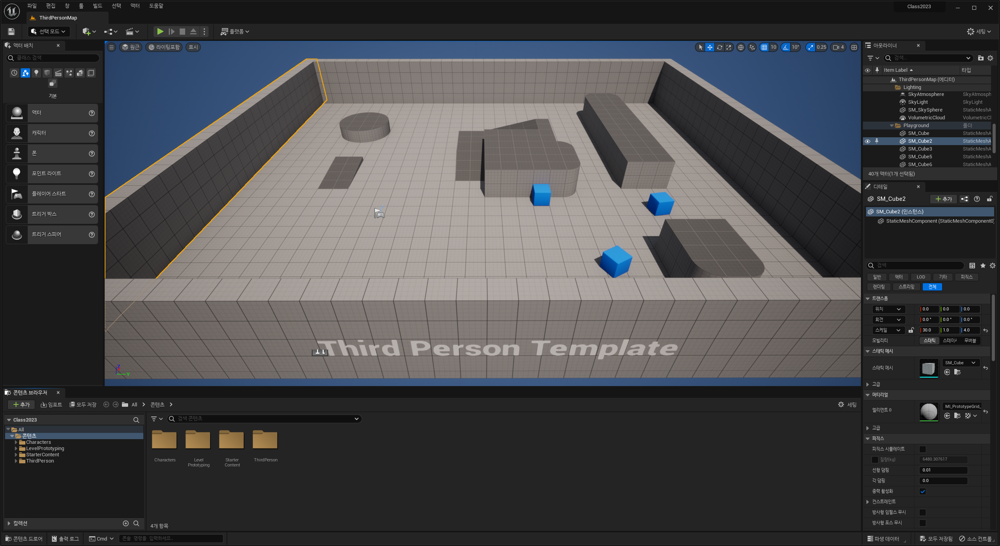 파일 편집 창 툴 빌드 선택 액터 도움말
Class2023
ThirdPersonMap
선택 모드
플랫폼
세팅
액터 배치
클래스 검색
기본
액터
캐릭터
폰
포인트 라이트
플레이어 스타트
트리거 박스
트리거 스피어
원근 라이팅포함 표시
10 10° 0.25 4
Third Person Template
Z
Y
아웃라이너
검색...
Item Label 타입
ThirdPersonMap (에디터)
Lighting
SkyAtmosphere SkyAtmosph
SkyLight SkyLight
SM_SkySphere StaticMeshA
VolumetricCloud VolumetricCl
Playground 폴더
SM_Cube StaticMeshA
SM_Cube2 StaticMeshA
SM_Cube3 StaticMeshA
SM_Cube5 StaticMeshA
SM_Cube6 StaticMeshA
40개 액터(1개 선택됨)
디테일
SM_Cube2 추가
SM_Cube2 (인스턴스)
StaticMeshComponent (StaticMeshComponent0)
검색
일반 액터 LOD 기타 피직스
렌더링 스트리밍 전체
트랜스폼
위치 0.0 0.0 0.0
회전 0.0 ° 0.0 ° 0.0 °
스케일 30.0 1.0 4.0
모빌리티 스태틱 스테이시 무버블
스태틱 메시
스태틱 메시 SM_Cube
고급
머티리얼
엘리먼트 0 MI_PrototypeGrid_
고급
피직스
피직스 시뮬레이트
질량(kg) 6480.307617
선형 댐핑 0.01
각 댐핑 0.0
중력 활성화
컨스트레인트
방사형 임펄스 무시
방사형 포스 무시
콘텐츠 브라우저
추가 임포트 모두 저장 All 콘텐츠
세팅
Class2023
All
콘텐츠
Characters
LevelPrototyping
StarterContent
ThirdPerson
컬렉션
검색 콘텐츠
Characters
Level
Prototyping
Starter
Content
ThirdPerson
4개 항목
콘텐츠 드로어 출력 로그 Cmd 콘솔 명령을 입력하세요.
파생 데이터 모두 저장됨 소스 컨트롤